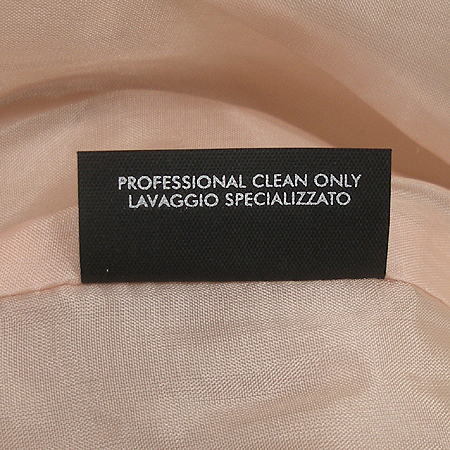 PROFESSIONAL CLEAN ONLY
LAVAGGIO SPECIALIZZATO